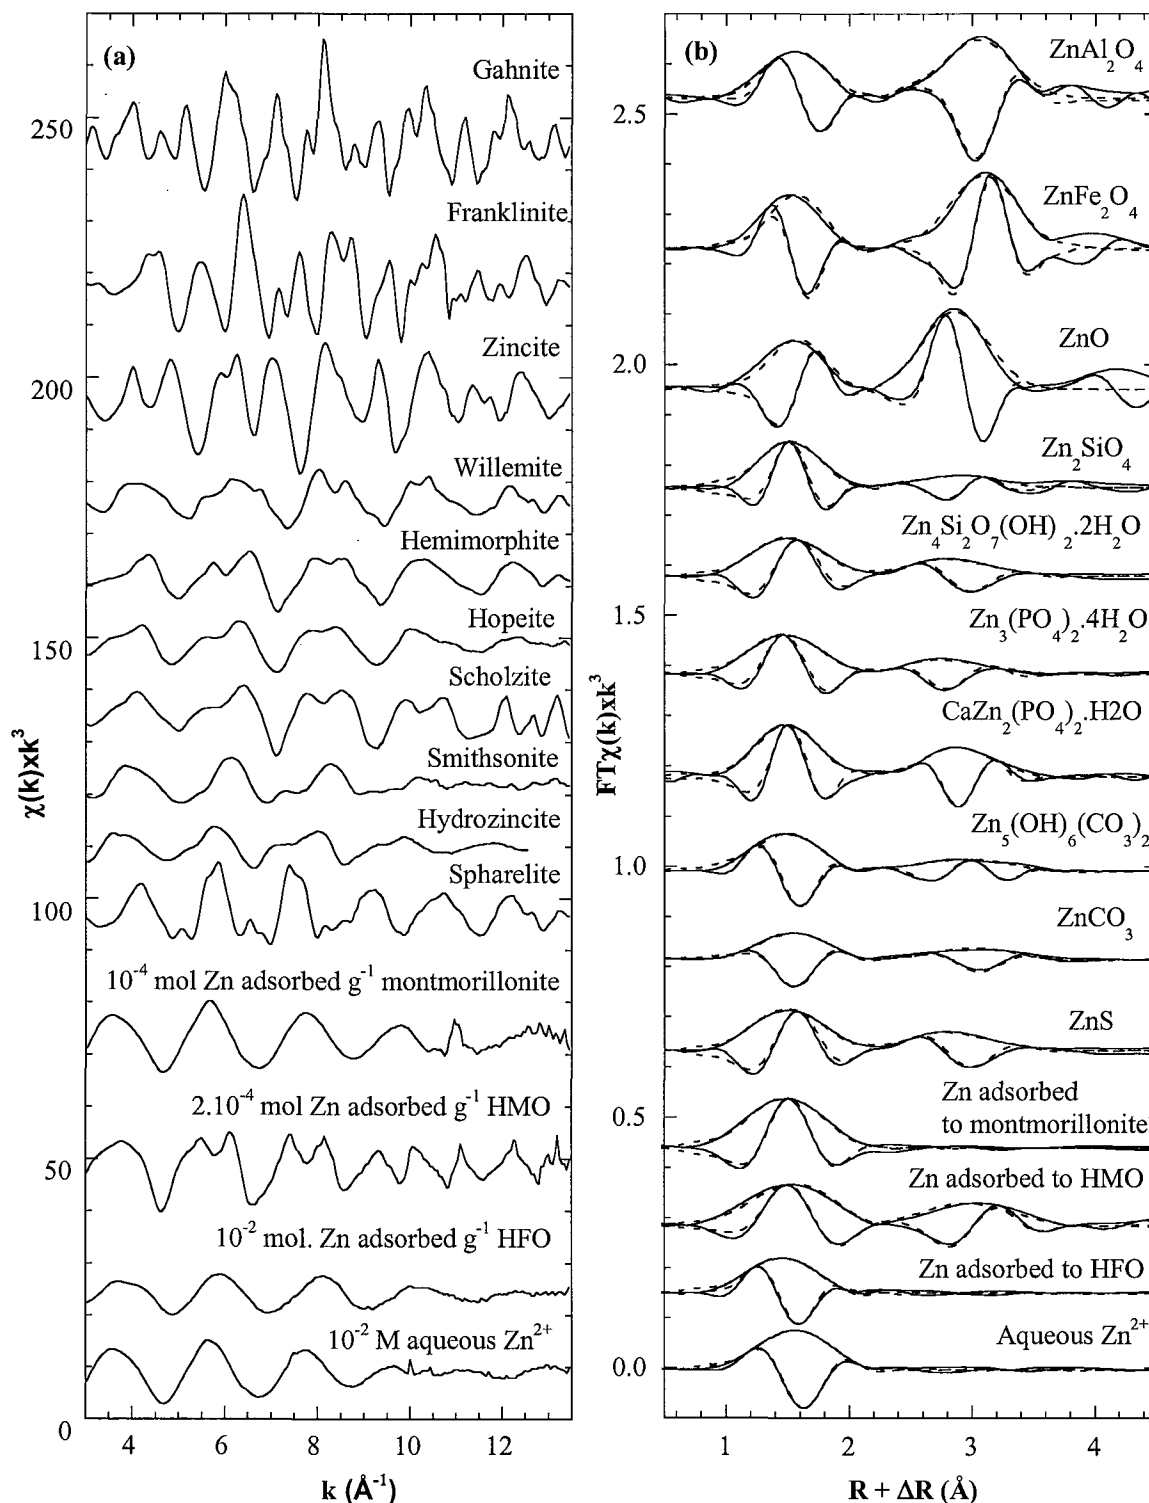 (a)
Gahnite
Franklinite
Zincite
Willemite
Hemimorphite
Hopeite
Scholzite
Smithsonite
Hydrozincite
Spharelite
10⁻⁴ mol Zn adsorbed g⁻¹ montmorillonite
2.10⁻⁴ mol Zn adsorbed g⁻¹ HMO
10⁻² mol. Zn adsorbed g⁻¹ HFO
10⁻² M aqueous Zn²⁺
250
200
150
100
50
0
χ(k)xk³
4 6 8 10 12
k (Å⁻¹)
(b)
ZnAl₂O₄
ZnFe₂O₄
ZnO
Zn₂SiO₄
Zn₄Si₂O₇(OH)₂.2H₂O
Zn₃(PO₄)₂.4H₂O
CaZn₂(PO₄)₂.H2O
Zn₅(OH)₆(CO₃)₂
ZnCO₃
ZnS
Zn adsorbed
to montmorillonite
Zn adsorbed to HMO
Zn adsorbed to HFO
Aqueous Zn²⁺
2.5
2.0
1.5
1.0
0.5
0.0
FTχ(k)xk³
1 2 3 4
R + ΔR (Å)